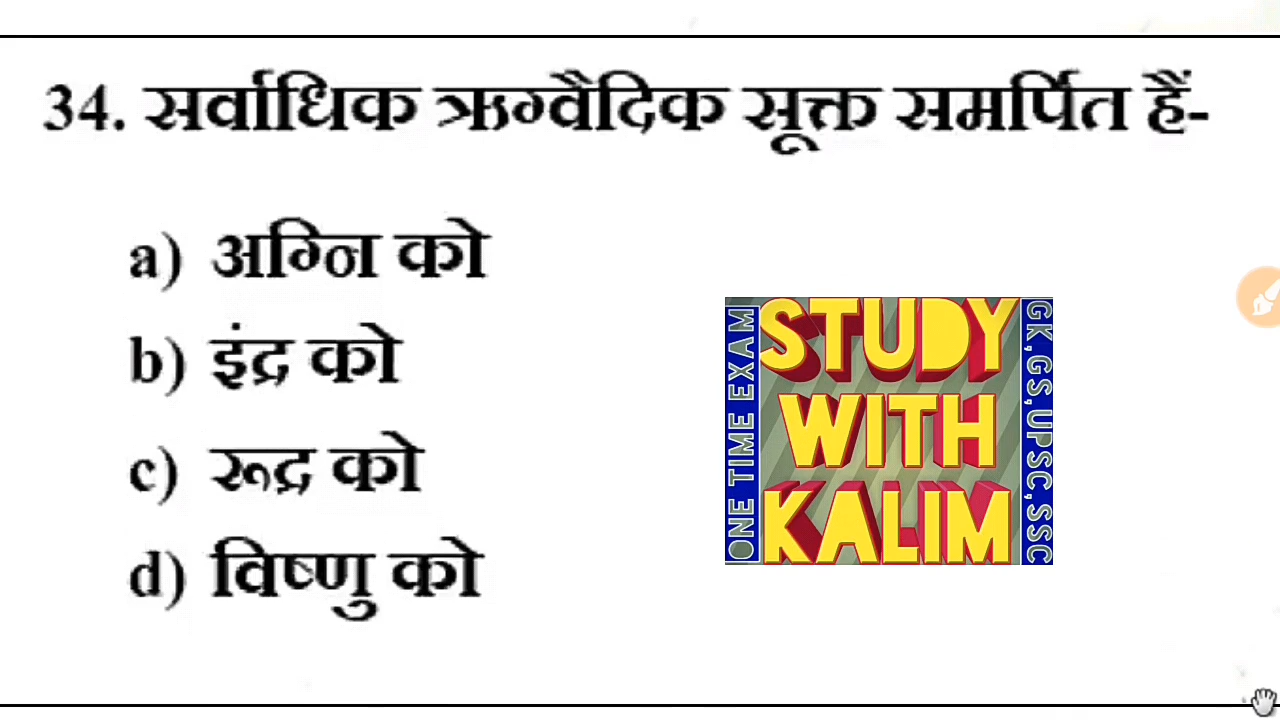 34. सर्वाधिक ऋग्वैदिक सूक्त समर्पित हैं-
a) अग्नि को
b) इंद्र को
c) रूद्र को
d) विष्णु को
ONE TIME EXAM
STUDY
WITH
KALIM
GK,GS,UPSC,SSC